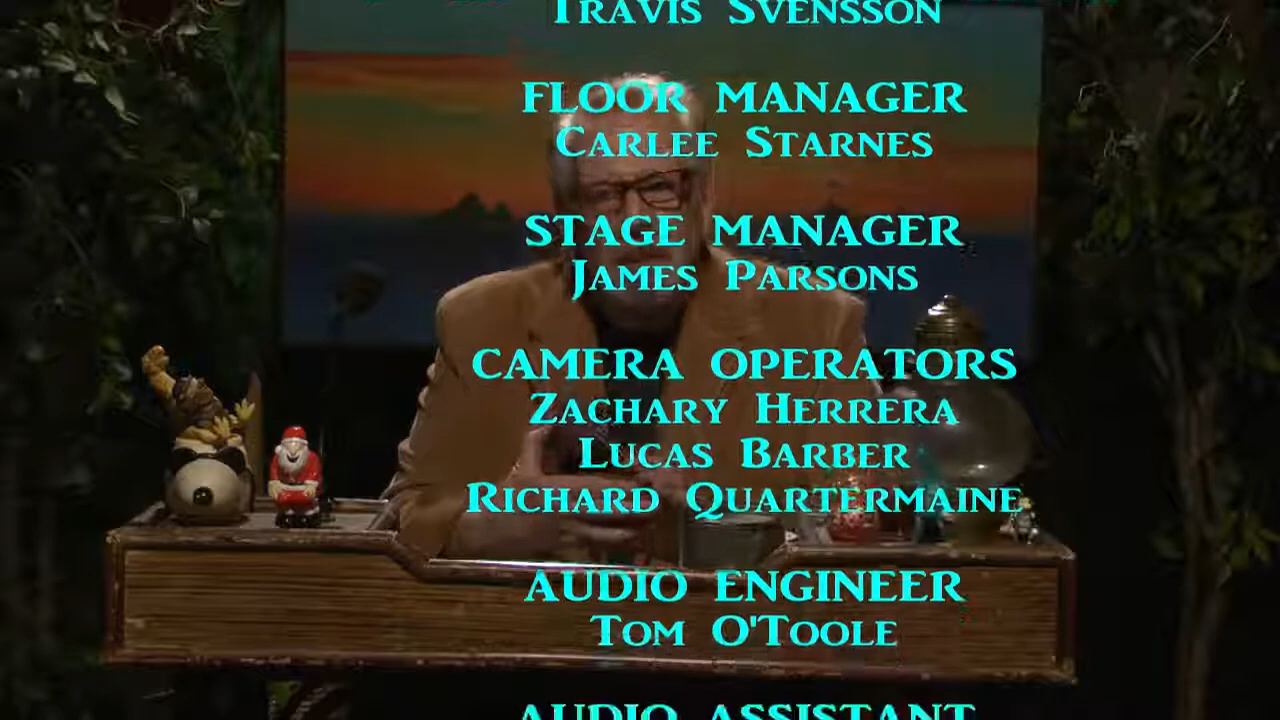 Travis Svensson
FLOOR MANAGER
Carlee Starnes
STAGE MANAGER
James Parsons
CAMERA OPERATORS
Zachary Herrera
Lucas Barber
Richard Quartermaine
AUDIO ENGINEER
Tom O'Toole
AUDIO ASSISTANT